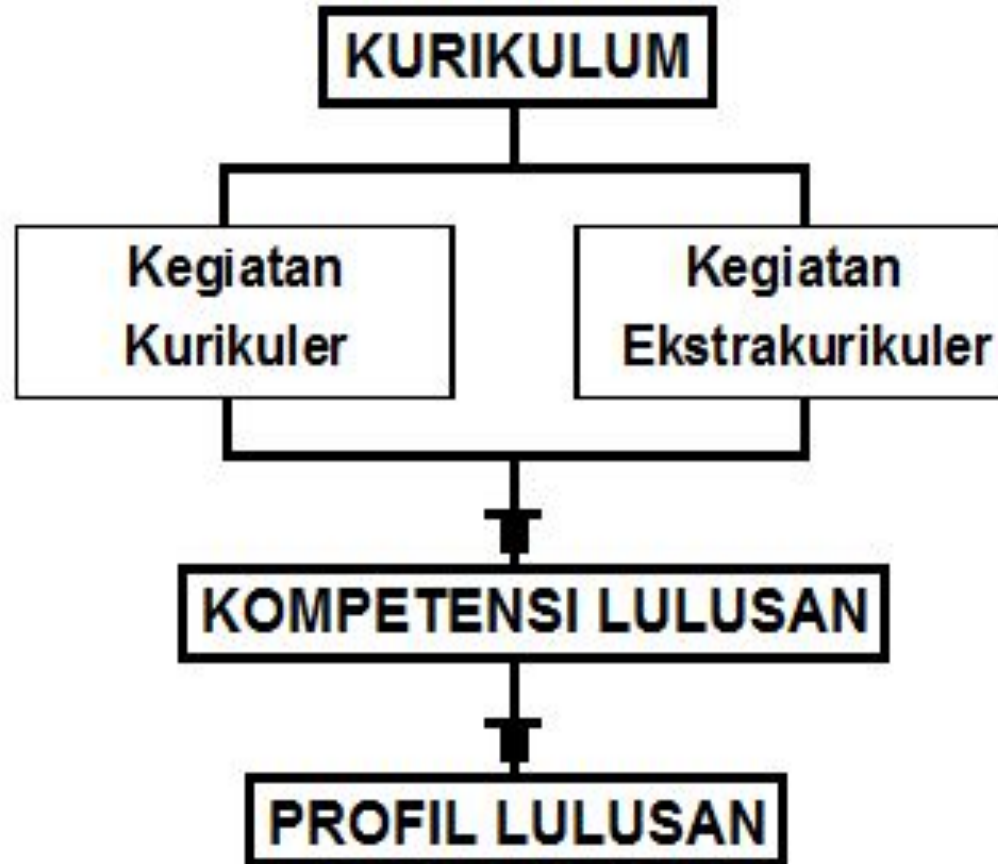 KURIKULUM
Kegiatan
Kurikuler
Kegiatan
Ekstrakurikuler
KOMPETENSI LULUSAN
PROFIL LULUSAN